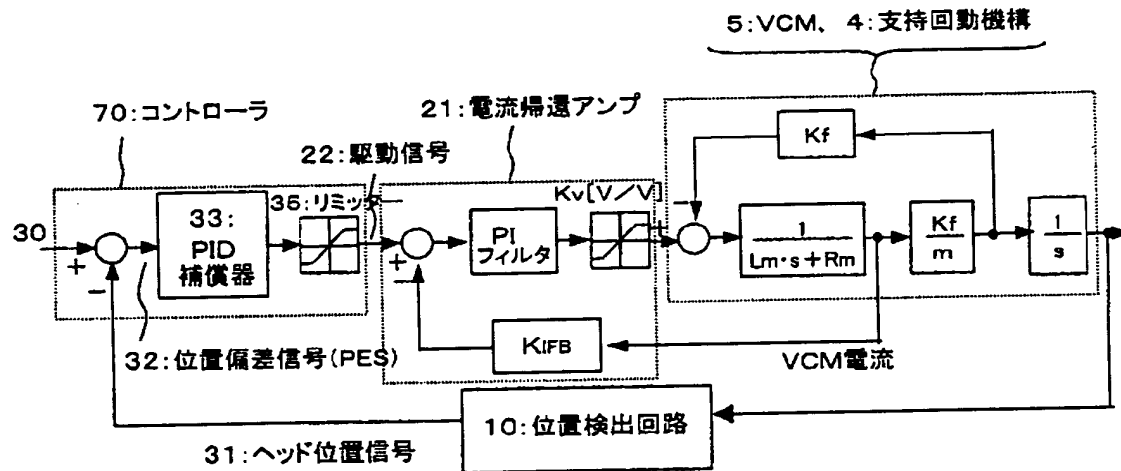 5:VCM、 4:支持回動機構
70:コントローラ
21:電流帰還アンプ
22:駆動信号
Kf
Kv[V/V]
35:リミッター
30
33:
PID
補償器
PI
フィルタ
1
Lm・s+Rm
Kf
m
1
s
+
−
+
−
+
−
KIFB
32:位置偏差信号(PES)
VCM電流
10:位置検出回路
31:ヘッド位置信号